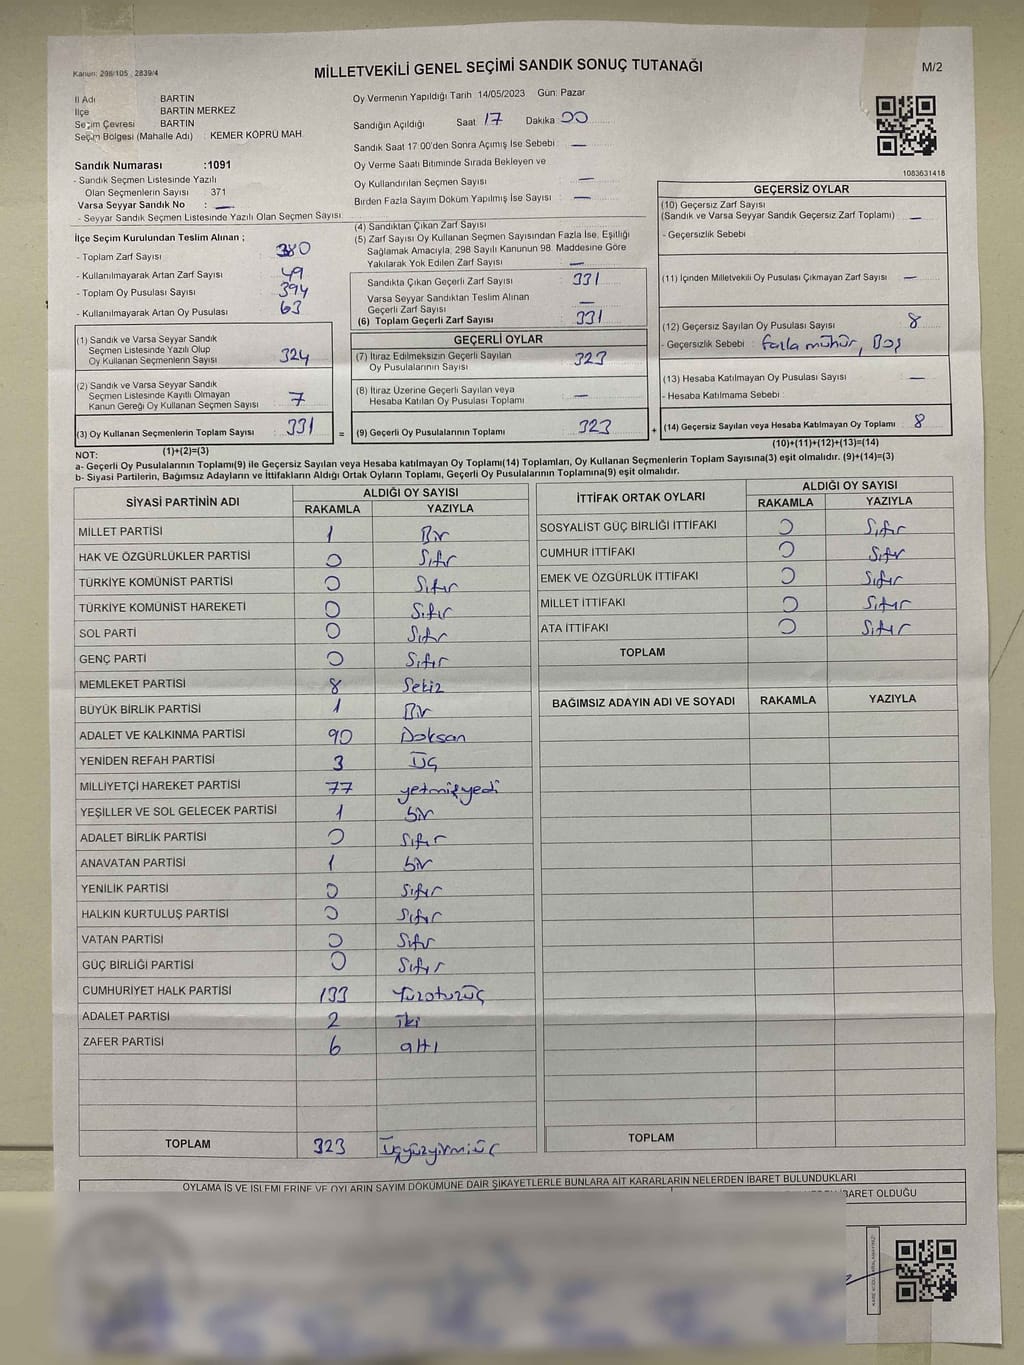 Kanun: 298/105 , 2839/4
MİLLETVEKİLİ GENEL SEÇİMİ SANDIK SONUÇ TUTANAĞI
M/2
İl Adı : BARTIN
İlçe : BARTIN MERKEZ
Seçim Çevresi : BARTIN
Seçim Bölgesi (Mahalle Adı) : KEMER KÖPRÜ MAH.
Oy Vermenin Yapıldığı Tarih 14/05/2023 Gün: Pazar
Sandığın Açıldığı Saat 17 Dakika 00
Sandık Saat 17 00'den Sonra Açımış İse Sebebi —
Oy Verme Saati Bitiminde Sırada Bekleyen ve
Oy Kullandırılan Seçmen Sayısı —
Birden Fazla Sayım Döküm Yapılmış İse Sayısı —
1083631418
Sandık Numarası :1091
- Sandık Seçmen Listesinde Yazılı
Olan Seçmenlerin Sayısı : 371
Varsa Seyyar Sandık No : —
- Seyyar Sandık Seçmen Listesinde Yazılı Olan Seçmen Sayısı
İlçe Seçim Kurulundan Teslim Alınan ;
- Toplam Zarf Sayısı : 380
- Kullanılmayarak Artan Zarf Sayısı : 49
- Toplam Oy Pusulası Sayısı : 394
- Kullanılmayarak Artan Oy Pusulası : 63
(1) Sandık ve Varsa Seyyar Sandık
Seçmen Listesinde Yazılı Olup
Oy Kullanan Seçmenlerin Sayısı : 324
(2) Sandık ve Varsa Seyyar Sandık
Seçmen Listesinde Kayıtlı Olmayan
Kanun Gereği Oy Kullanan Seçmen Sayısı : 7
(3) Oy Kullanan Seçmenlerin Toplam Sayısı : 331
(1)+(2)=(3)
(4) Sandıktan Çıkan Zarf Sayısı
(5) Zarf Sayısı Oy Kullanan Seçmen Sayısından Fazla İse, Eşitliği
Sağlamak Amacıyla, 298 Sayılı Kanunun 98. Maddesine Göre
Yakılarak Yok Edilen Zarf Sayısı —
Sandıkta Çıkan Geçerli Zarf Sayısı 331
Varsa Seyyar Sandıktan Teslim Alınan
Geçerli Zarf Sayısı —
(6) Toplam Geçerli Zarf Sayısı 331
GEÇERLİ OYLAR
(7) İtiraz Edilmeksizin Geçerli Sayılan
Oy Pusulalarının Sayısı 323
(8) İtiraz Üzerine Geçerli Sayılan veya
Hesaba Katılan Oy Pusulası Toplamı —
= (9) Geçerli Oy Pusulalarının Toplamı 323
GEÇERSİZ OYLAR
(10) Geçersiz Zarf Sayısı
(Sandık ve Varsa Seyyar Sandık Geçersiz Zarf Toplamı) —
- Geçersizlik Sebebi
(11) İçinden Milletvekili Oy Pusulası Çıkmayan Zarf Sayısı —
(12) Geçersiz Sayılan Oy Pusulası Sayısı 8
- Geçersizlik Sebebi : fazla mühür, Boş
(13) Hesaba Katılmayan Oy Pusulası Sayısı —
- Hesaba Katılmama Sebebi
+ (14) Geçersiz Sayılan veya Hesaba Katılmayan Oy Toplamı 8
(10)+(11)+(12)+(13)=(14)
NOT:
a- Geçerli Oy Pusulalarının Toplamı(9) ile Geçersiz Sayılan veya Hesaba katılmayan Oy Toplamı(14) Toplamları, Oy Kullanan Seçmenlerin Toplam Sayısına(3) eşit olmalıdır. (9)+(14)=(3)
b- Siyasi Partilerin, Bağımsız Adayların ve İttifakların Aldığı Ortak Oyların Toplamı, Geçerli Oy Pusulalarının Toplamına(9) eşit olmalıdır.
SİYASİ PARTİNİN ADI ALDIĞI OY SAYISI
RAKAMLA YAZIYLA
MİLLET PARTİSİ 1 Bir
HAK VE ÖZGÜRLÜKLER PARTİSİ 0 Sıfır
TÜRKİYE KOMÜNİST PARTİSİ 0 Sıfır
TÜRKİYE KOMÜNİST HAREKETİ 0 Sıfır
SOL PARTİ 0 Sıfır
GENÇ PARTİ 0 Sıfır
MEMLEKET PARTİSİ 8 Sekiz
BÜYÜK BİRLİK PARTİSİ 1 Bir
ADALET VE KALKINMA PARTİSİ 90 Doksan
YENİDEN REFAH PARTİSİ 3 Üç
MİLLİYETÇİ HAREKET PARTİSİ 77 yetmişyedi
YEŞİLLER VE SOL GELECEK PARTİSİ 1 bir
ADALET BİRLİK PARTİSİ 0 Sıfır
ANAVATAN PARTİSİ 1 bir
YENİLİK PARTİSİ 0 Sıfır
HALKIN KURTULUŞ PARTİSİ 0 Sıfır
VATAN PARTİSİ 0 Sıfır
GÜÇ BİRLİĞİ PARTİSİ 0 Sıfır
CUMHURİYET HALK PARTİSİ 133 Yüzotuzüç
ADALET PARTİSİ 2 iki
ZAFER PARTİSİ 6 altı
TOPLAM 323 Üçyüzyirmiüç
İTTİFAK ORTAK OYLARI ALDIĞI OY SAYISI
RAKAMLA YAZIYLA
SOSYALİST GÜÇ BİRLİĞİ İTTİFAKI 0 Sıfır
CUMHUR İTTİFAKI 0 Sıfır
EMEK VE ÖZGÜRLÜK İTTİFAKI 0 Sıfır
MİLLET İTTİFAKI 0 Sıfır
ATA İTTİFAKI 0 Sıfır
TOPLAM
BAĞIMSIZ ADAYIN ADI VE SOYADI RAKAMLA YAZIYLA
TOPLAM
OYLAMA İŞ VE İŞLEMLERİNE VE OYLARIN SAYIM DÖKÜMÜNE DAİR ŞİKAYETLERLE BUNLARA AİT KARARLARIN NELERDEN İBARET BULUNDUKLARI
İBARET OLDUĞU